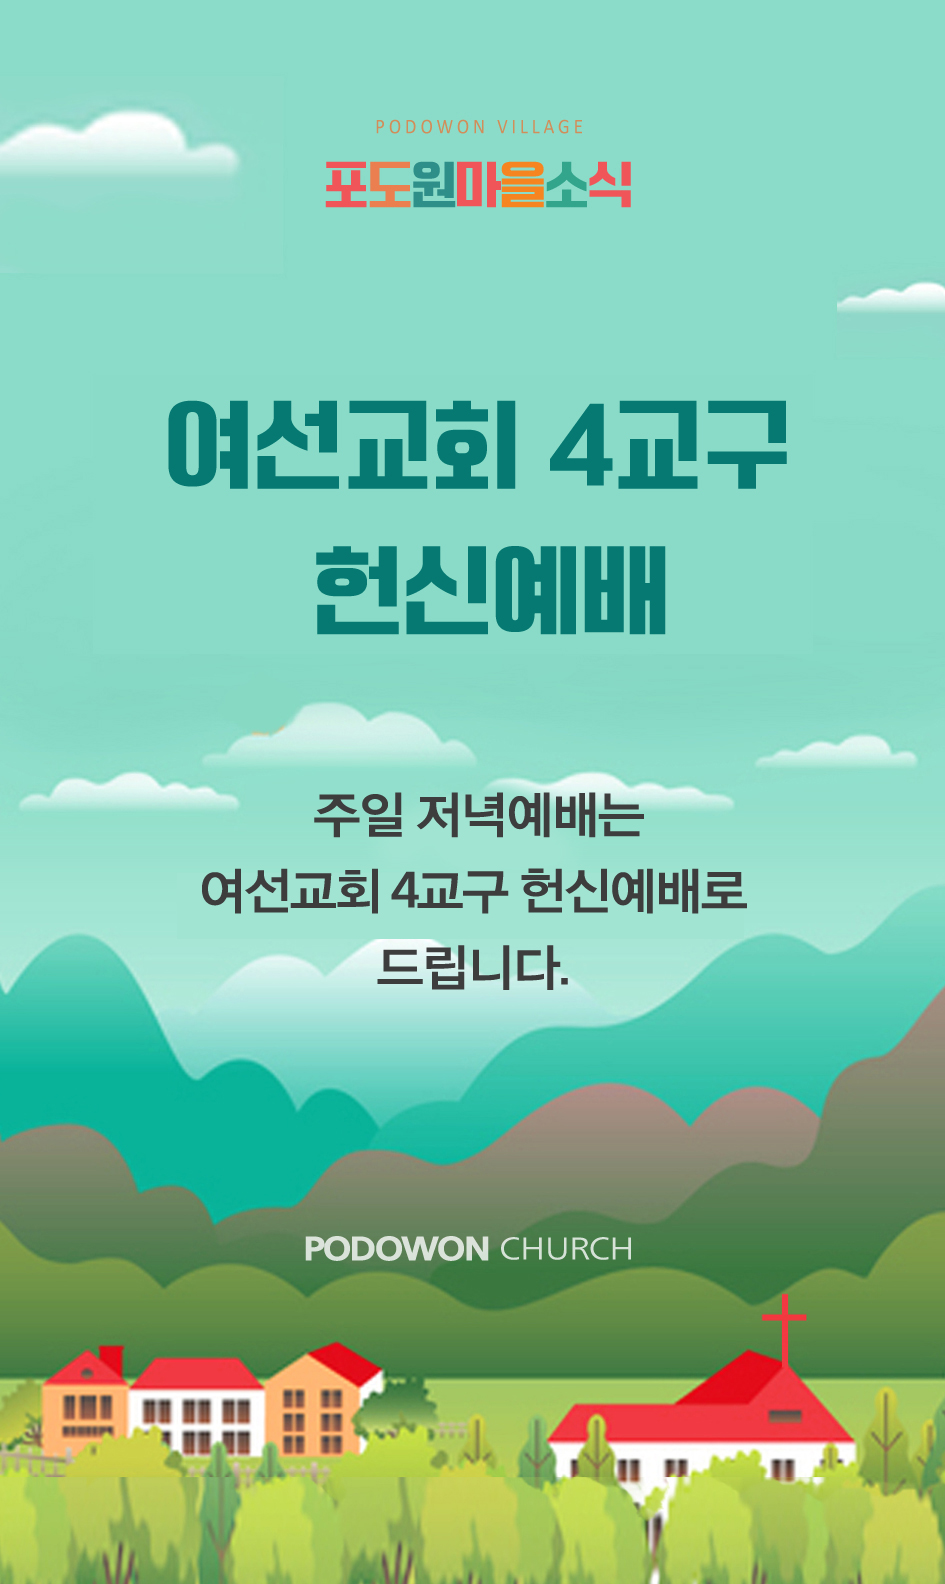 PODOWON VILLAGE
포도원마을소식
여선교회 4교구
헌신예배
주일 저녁예배는
여선교회 4교구 헌신예배로
드립니다.
PODOWON CHURCH